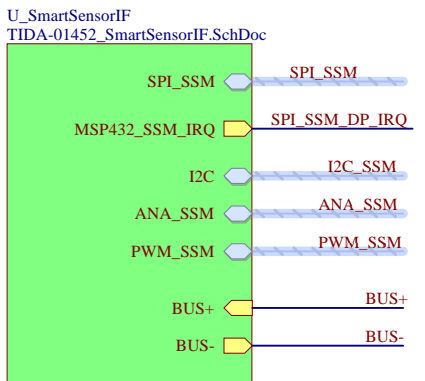 U_SmartSensorIF
TIDA-01452_SmartSensorIF.SchDoc
SPI_SSM SPI_SSM
MSP432_SSM_IRQ SPI_SSM_DP_IRQ
I2C I2C_SSM
ANA_SSM ANA_SSM
PWM_SSM PWM_SSM
BUS+ BUS+
BUS- BUS-